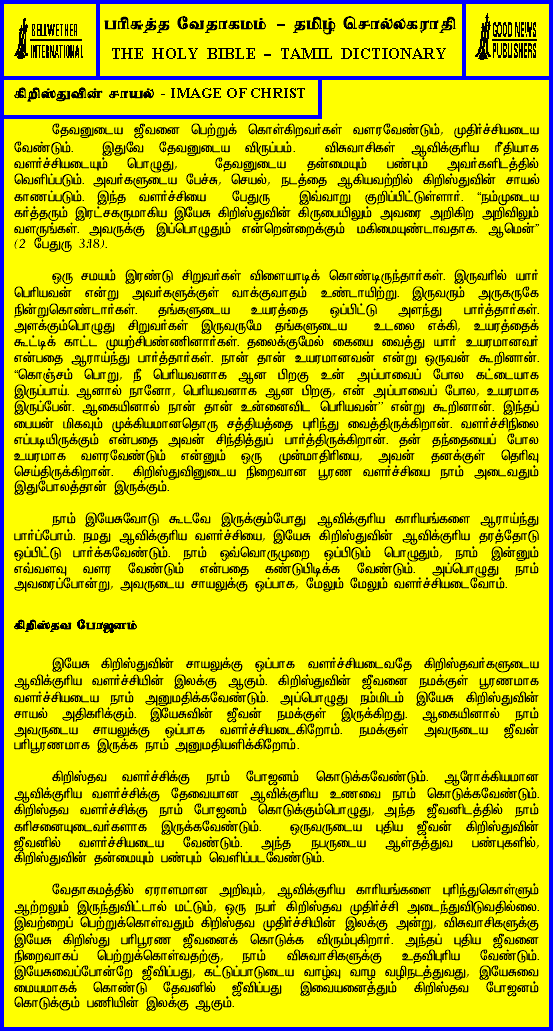 BELLWETHER
INTERNATIONAL
பரிசுத்த வேதாகமம் – தமிழ் சொல்லகராதி
THE HOLY BIBLE – TAMIL DICTIONARY
GOOD NEWS
PUBLISHERS
கிறிஸ்துவின் சாயல் - IMAGE OF CHRIST
தேவனுடைய ஜீவனை பெற்றுக் கொள்கிறவர்கள் வளரவேண்டும், முதிர்ச்சியடைய
வேண்டும். இதுவே தேவனுடைய விருப்பம். விசுவாசிகள் ஆவிக்குரிய ரீதியாக
வளர்ச்சியடையும் பொழுது, தேவனுடைய தன்மையும் பண்பும் அவர்களிடத்தில்
வெளிப்படும். அவர்களுடைய பேச்சு, செயல், நடத்தை ஆகியவற்றில் கிறிஸ்துவின் சாயல்
காணப்படும். இந்த வளர்ச்சியை பேதுரு இவ்வாறு குறிப்பிட்டுள்ளார். “நம்முடைய
கர்த்தரும் இரட்சகருமாகிய இயேசு கிறிஸ்துவின் கிருபையிலும் அவரை அறிகிற அறிவிலும்
வளருங்கள். அவருக்கு இப்பொழுதும் என்றென்றைக்கும் மகிமையுண்டாவதாக. ஆமென்”
(2 பேதுரு 3:18).
ஒரு சமயம் இரண்டு சிறுவர்கள் விளையாடிக் கொண்டிருந்தார்கள். இருவரில் யார்
பெரியவன் என்று அவர்களுக்குள் வாக்குவாதம் உண்டாயிற்று. இருவரும் அருகருகே
நின்றுகொண்டார்கள். தங்களுடைய உயரத்தை ஒப்பிட்டு அளந்து பார்த்தார்கள்.
அளக்கும்பொழுது சிறுவர்கள் இருவருமே தங்களுடைய உடலை எக்கி, உயரத்தைக்
கூட்டிக் காட்ட முயற்சிபண்ணினார்கள். தலைக்குமேல் கையை வைத்து யார் உயரமானவர்
என்பதை ஆராய்ந்து பார்த்தார்கள். நான் தான் உயரமானவன் என்று ஒருவன் கூறினான்.
“கொஞ்சம் பொறு, நீ பெரியவனாக ஆன பிறகு உன் அப்பாவைப் போல கட்டையாக
இருப்பாய். ஆனால் நானோ, பெரியவனாக ஆன பிறகு, என் அப்பாவைப் போல, உயரமாக
இருப்பேன். ஆகையினால் நான் தான் உன்னைவிட பெரியவன்” என்று கூறினான். இந்தப்
பையன் மிகவும் முக்கியமானதொரு சத்தியத்தை புரிந்து வைத்திருக்கிறான். வளர்ச்சிநிலை
எப்படியிருக்கும் என்பதை அவன் சிந்தித்துப் பார்த்திருக்கிறான். தன் தந்தையைப் போல
உயரமாக வளரவேண்டும் என்னும் ஒரு முன்மாதிரியை, அவன் தனக்குள் தெரிவு
செய்திருக்கிறான். கிறிஸ்துவினுடைய நிறைவான பூரண வளர்ச்சியை நாம் அடைவதும்
இதுபோலத்தான் இருக்கும்.
நாம் இயேசுவோடு கூடவே இருக்கும்போது ஆவிக்குரிய காரியங்களை ஆராய்ந்து
பார்ப்போம். நமது ஆவிக்குரிய வளர்ச்சியை, இயேசு கிறிஸ்துவின் ஆவிக்குரிய தரத்தோடு
ஒப்பிட்டு பார்க்கவேண்டும். நாம் ஒவ்வொருமுறை ஒப்பிடும் பொழுதும், நாம் இன்னும்
எவ்வளவு வளர வேண்டும் என்பதை கண்டுபிடிக்க வேண்டும். அப்பொழுது நாம்
அவரைப்போன்று, அவருடைய சாயலுக்கு ஒப்பாக, மேலும் மேலும் வளர்ச்சியடைவோம்.
கிறிஸ்தவ போஜனம்
இயேசு கிறிஸ்துவின் சாயலுக்கு ஒப்பாக வளர்ச்சியடைவதே கிறிஸ்தவர்களுடைய
ஆவிக்குரிய வளர்ச்சியின் இலக்கு ஆகும். கிறிஸ்துவின் ஜீவனை நமக்குள் பூரணமாக
வளர்ச்சியடைய நாம் அனுமதிக்கவேண்டும். அப்பொழுது நம்மிடம் இயேசு கிறிஸ்துவின்
சாயல் அதிகரிக்கும். இயேசுவின் ஜீவன் நமக்குள் இருக்கிறது. ஆகையினால் நாம்
அவருடைய சாயலுக்கு ஒப்பாக வளர்ச்சியடைகிறோம். நமக்குள் அவருடைய ஜீவன்
பரிபூரணமாக இருக்க நாம் அனுமதியளிக்கிறோம்.
கிறிஸ்தவ வளர்ச்சிக்கு நாம் போஜனம் கொடுக்கவேண்டும். ஆரோக்கியமான
ஆவிக்குரிய வளர்ச்சிக்கு தேவையான ஆவிக்குரிய உணவை நாம் கொடுக்கவேண்டும்.
கிறிஸ்தவ வளர்ச்சிக்கு நாம் போஜனம் கொடுக்கும்பொழுது, அந்த ஜீவனிடத்தில் நாம்
கரிசனையுடைவர்களாக இருக்கவேண்டும். ஒருவருடைய புதிய ஜீவன் கிறிஸ்துவின்
ஜீவனில் வளர்ச்சியடைய வேண்டும். அந்த நபருடைய ஆள்தத்துவ பண்புகளில்,
கிறிஸ்துவின் தன்மையும் பண்பும் வெளிப்படவேண்டும்.
வேதாகமத்தில் ஏராளமான அறிவும், ஆவிக்குரிய காரியங்களை புரிந்துகொள்ளும்
ஆற்றலும் இருந்துவிட்டால் மட்டும், ஒரு நபர் கிறிஸ்தவ முதிர்ச்சி அடைந்துவிடுவதில்லை.
இவற்றைப் பெற்றுக்கொள்வதும் கிறிஸ்தவ முதிர்ச்சியின் இலக்கு அன்று, விசுவாசிகளுக்கு
இயேசு கிறிஸ்து பரிபூரண ஜீவனைக் கொடுக்க விரும்புகிறார். அந்தப் புதிய ஜீவனை
நிறைவாகப் பெற்றுக்கொள்வதற்கு, நாம் விசுவாசிகளுக்கு உதவிபுரிய வேண்டும்.
இயேசுவைப்போன்றே ஜீவிப்பது, கட்டுப்பாடுடைய வாழ்வு வாழ வழிநடத்துவது, இயேசுவை
மையமாகக் கொண்டு தேவனில் ஜீவிப்பது இவையனைத்தும் கிறிஸ்தவ போஜனம்
கொடுக்கும் பணியின் இலக்கு ஆகும்.